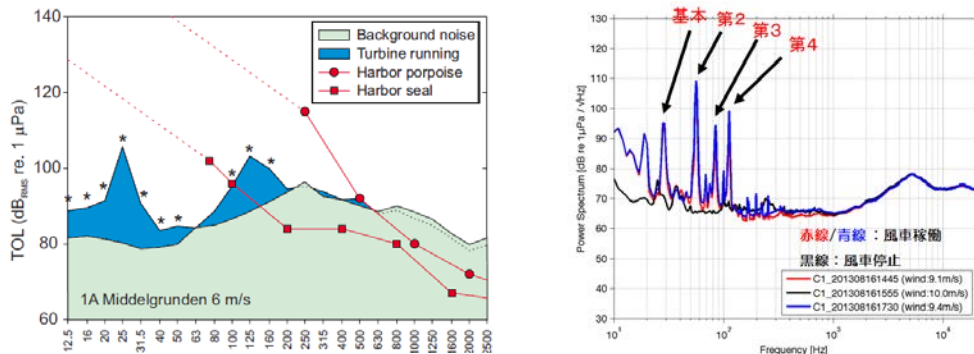 TOL (dBRMS re. 1 µPa)
140
120
100
80
60
Background noise
Turbine running
Harbor porpoise
Harbor seal
* * * * * * * * * * *
1A Middelgrunden 6 m/s
12.5 16 20 25 31.5 40 50 63 80 100 125 160 200 250 315 400 500 630 800 1000 1250 1600 2000 2500
Power Spectrum [dB re 1µPa / √Hz]
130
120
110
100
90
80
70
60
50
40
30
基本
第2
第3
第4
赤線/青線：風車稼働
黒線：風車停止
C1_201308161445 (wind:9.1m/s)
C1_201308161555 (wind:10.0m/s)
C1_201308161730 (wind:9.4m/s)
10¹ 10² 10³ 10⁴
Frequency [Hz]